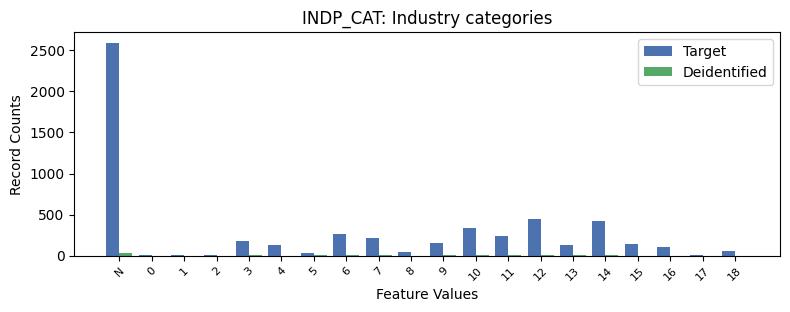 INDP_CAT: Industry categories
Record Counts
2500
2000
1500
1000
500
0
Target
Deidentified
N 0 1 2 3 4 5 6 7 8 9 10 11 12 13 14 15 16 17 18
Feature Values